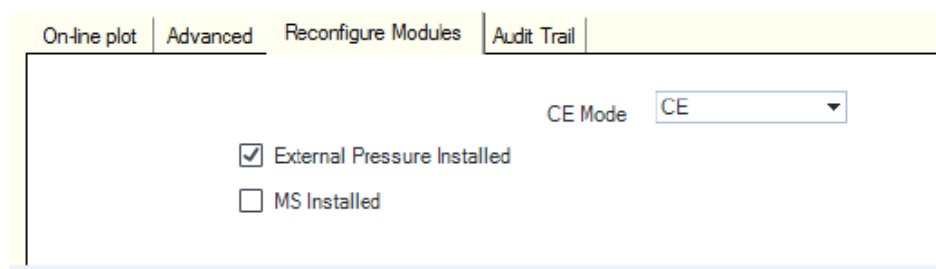 On-line plot Advanced Reconfigure Modules Audit Trail
CE Mode CE
External Pressure Installed
MS Installed